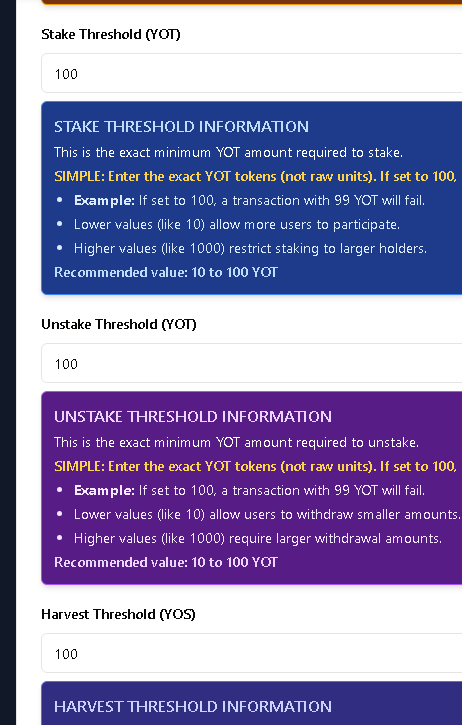 Stake Threshold (YOT)
100
STAKE THRESHOLD INFORMATION
This is the exact minimum YOT amount required to stake.
SIMPLE: Enter the exact YOT tokens (not raw units). If set to 100,
• Example: If set to 100, a transaction with 99 YOT will fail.
• Lower values (like 10) allow more users to participate.
• Higher values (like 1000) restrict staking to larger holders.
Recommended value: 10 to 100 YOT
Unstake Threshold (YOT)
100
UNSTAKE THRESHOLD INFORMATION
This is the exact minimum YOT amount required to unstake.
SIMPLE: Enter the exact YOT tokens (not raw units). If set to 100,
• Example: If set to 100, a transaction with 99 YOT will fail.
• Lower values (like 10) allow users to withdraw smaller amounts.
• Higher values (like 1000) require larger withdrawal amounts.
Recommended value: 10 to 100 YOT
Harvest Threshold (YOS)
100
HARVEST THRESHOLD INFORMATION